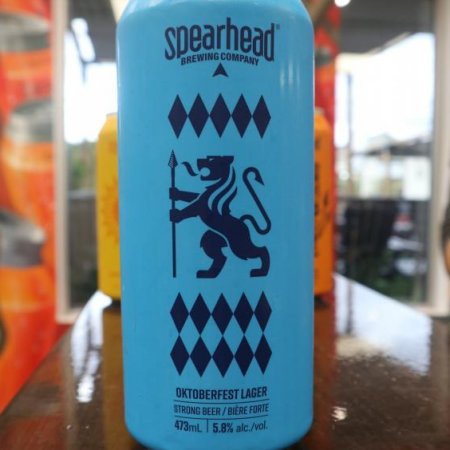 Spearhead®
BREWING COMPANY
OKTOBERFEST LAGER
STRONG BEER / BIÈRE FORTE
473mL | 5.8% alc./vol.